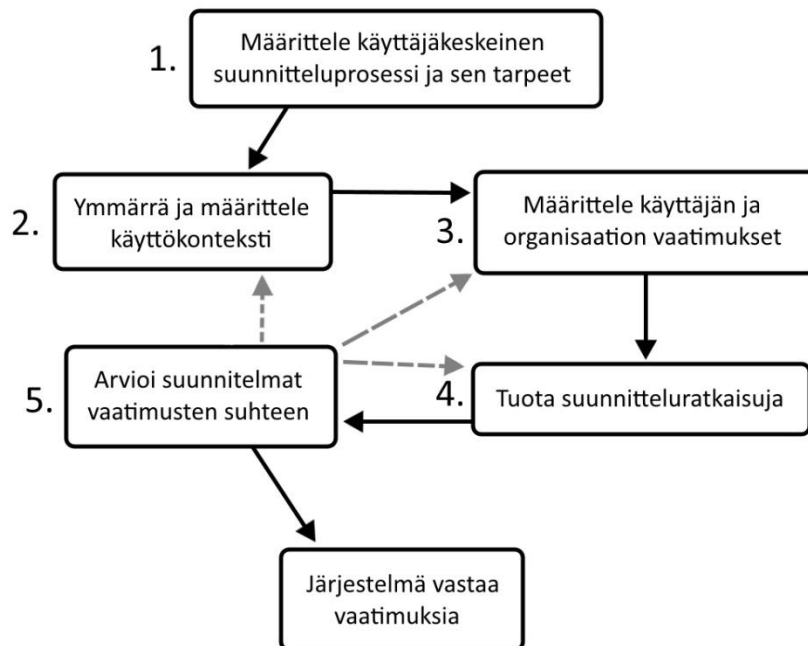 1.
Määrittele käyttäjäkeskeinen
suunnitteluprosessi ja sen tarpeet
2.
Ymmärrä ja määrittele
käyttökonteksti
3.
Määrittele käyttäjän ja
organisaation vaatimukset
4.
Tuota suunnitteluratkaisuja
5.
Arvioi suunnitelmat
vaatimusten suhteen
Järjestelmä vastaa
vaatimuksia